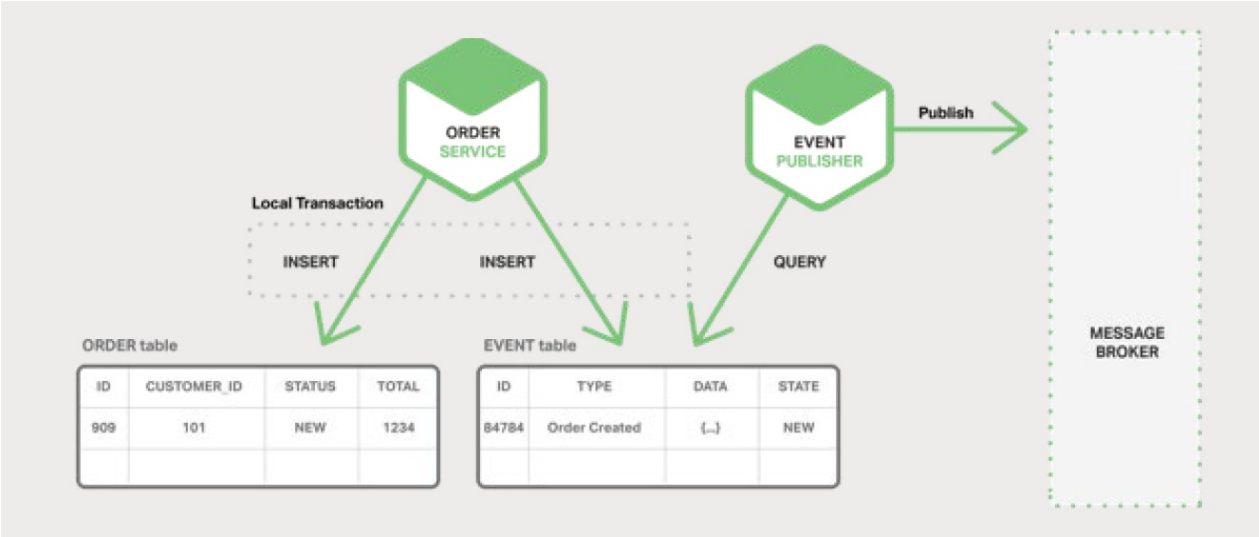 ORDER
SERVICE
EVENT
PUBLISHER
Publish
Local Transaction
INSERT
INSERT
QUERY
MESSAGE
BROKER
ORDER table
EVENT table
ID CUSTOMER_ID STATUS TOTAL
909 101 NEW 1234
ID TYPE DATA STATE
84784 Order Created {...} NEW